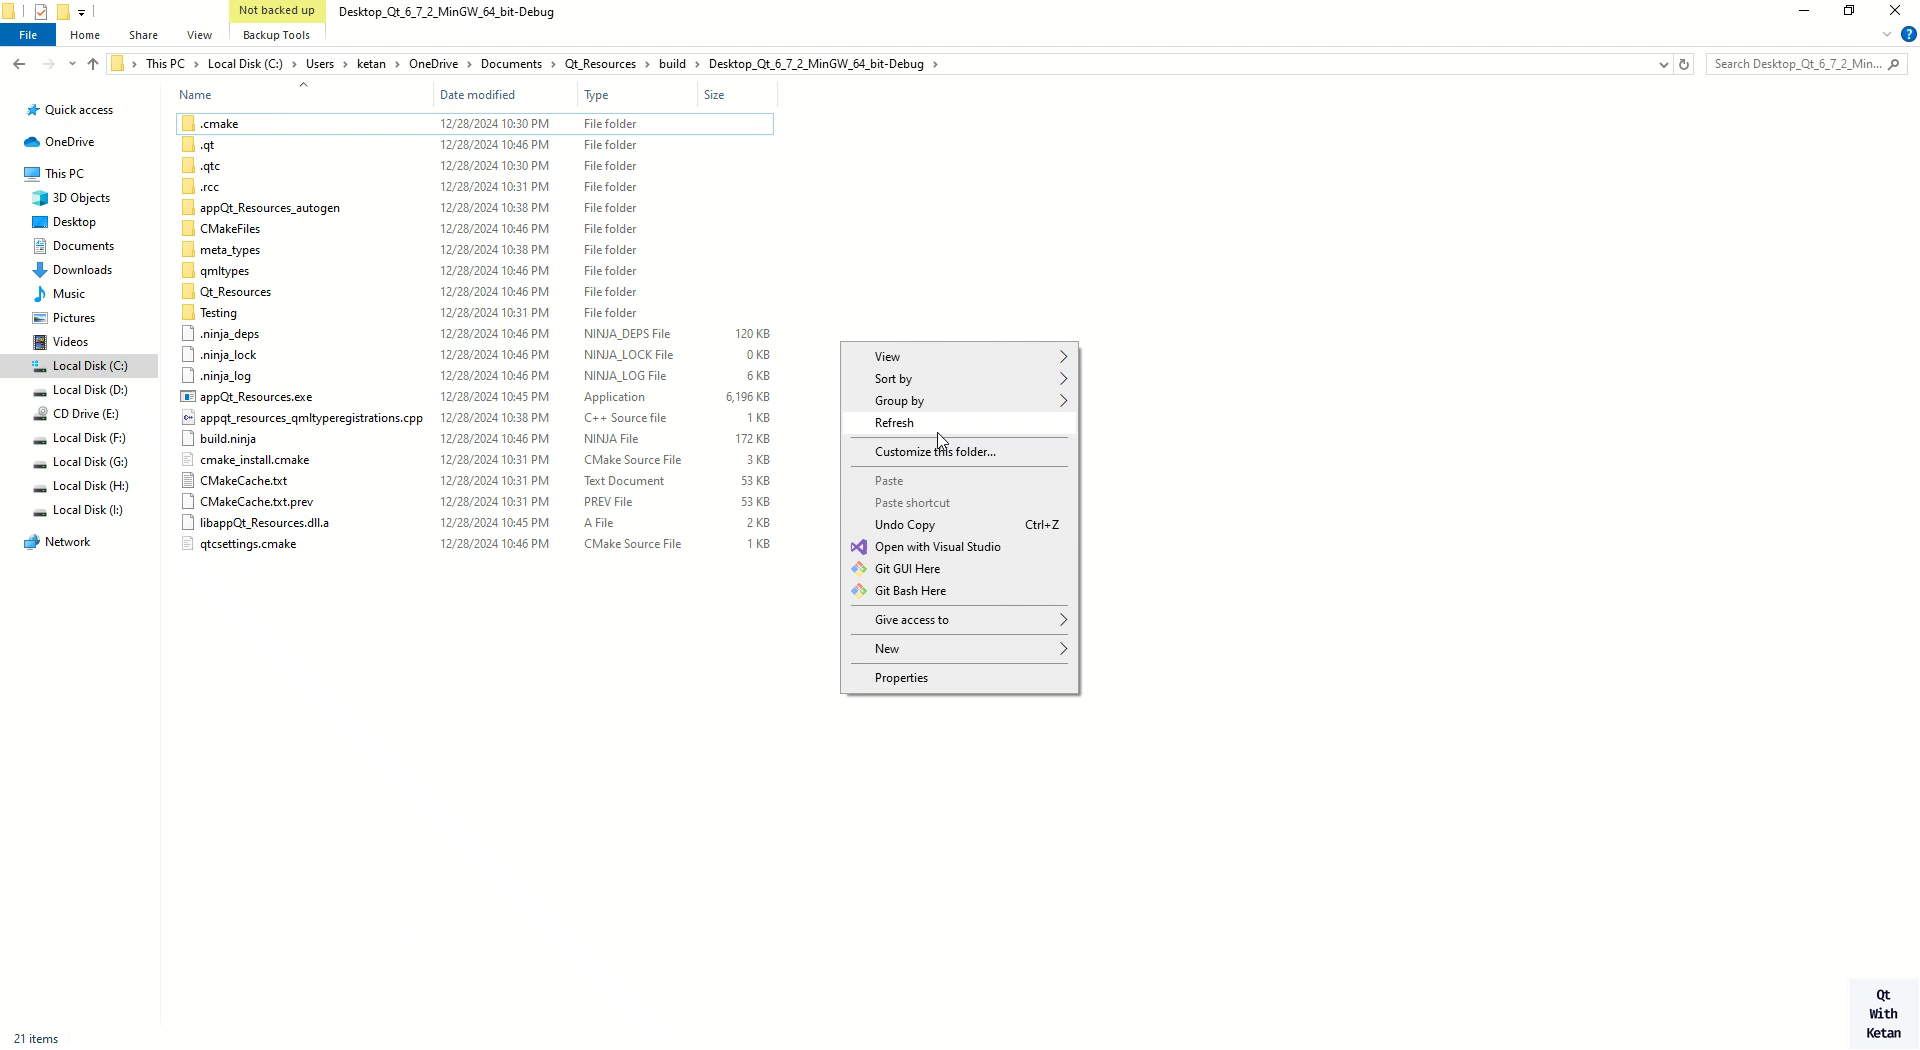 Not backed up
Desktop_Qt_6_7_2_MinGW_64_bit-Debug
File Home Share View Backup Tools
This PC Local Disk (C:) Users ketan OneDrive Documents Qt_Resources build Desktop_Qt_6_7_2_MinGW_64_bit-Debug
Search Desktop_Qt_6_7_2_Min...
Name Date modified Type Size
Quick access
OneDrive
This PC
3D Objects
Desktop
Documents
Downloads
Music
Pictures
Videos
Local Disk (C:)
Local Disk (D:)
CD Drive (E:)
Local Disk (F:)
Local Disk (G:)
Local Disk (H:)
Local Disk (I:)
Network
.cmake 12/28/2024 10:30 PM File folder
.qt 12/28/2024 10:46 PM File folder
.qtc 12/28/2024 10:30 PM File folder
.rcc 12/28/2024 10:31 PM File folder
appQt_Resources_autogen 12/28/2024 10:38 PM File folder
CMakeFiles 12/28/2024 10:46 PM File folder
meta_types 12/28/2024 10:38 PM File folder
qmltypes 12/28/2024 10:46 PM File folder
Qt_Resources 12/28/2024 10:46 PM File folder
Testing 12/28/2024 10:31 PM File folder
.ninja_deps 12/28/2024 10:46 PM NINJA_DEPS File 120 KB
.ninja_lock 12/28/2024 10:46 PM NINJA_LOCK File 0 KB
.ninja_log 12/28/2024 10:46 PM NINJA_LOG File 6 KB
appQt_Resources.exe 12/28/2024 10:45 PM Application 6,196 KB
appqt_resources_qmltyperegistrations.cpp 12/28/2024 10:38 PM C++ Source file 1 KB
build.ninja 12/28/2024 10:46 PM NINJA File 172 KB
cmake_install.cmake 12/28/2024 10:31 PM CMake Source File 3 KB
CMakeCache.txt 12/28/2024 10:31 PM Text Document 53 KB
CMakeCache.txt.prev 12/28/2024 10:31 PM PREV File 53 KB
libappQt_Resources.dll.a 12/28/2024 10:45 PM A File 2 KB
qtcsettings.cmake 12/28/2024 10:46 PM CMake Source File 1 KB
View
Sort by
Group by
Refresh
Customize this folder...
Paste
Paste shortcut
Undo Copy Ctrl+Z
Open with Visual Studio
Git GUI Here
Git Bash Here
Give access to
New
Properties
21 items
Qt
With
Ketan